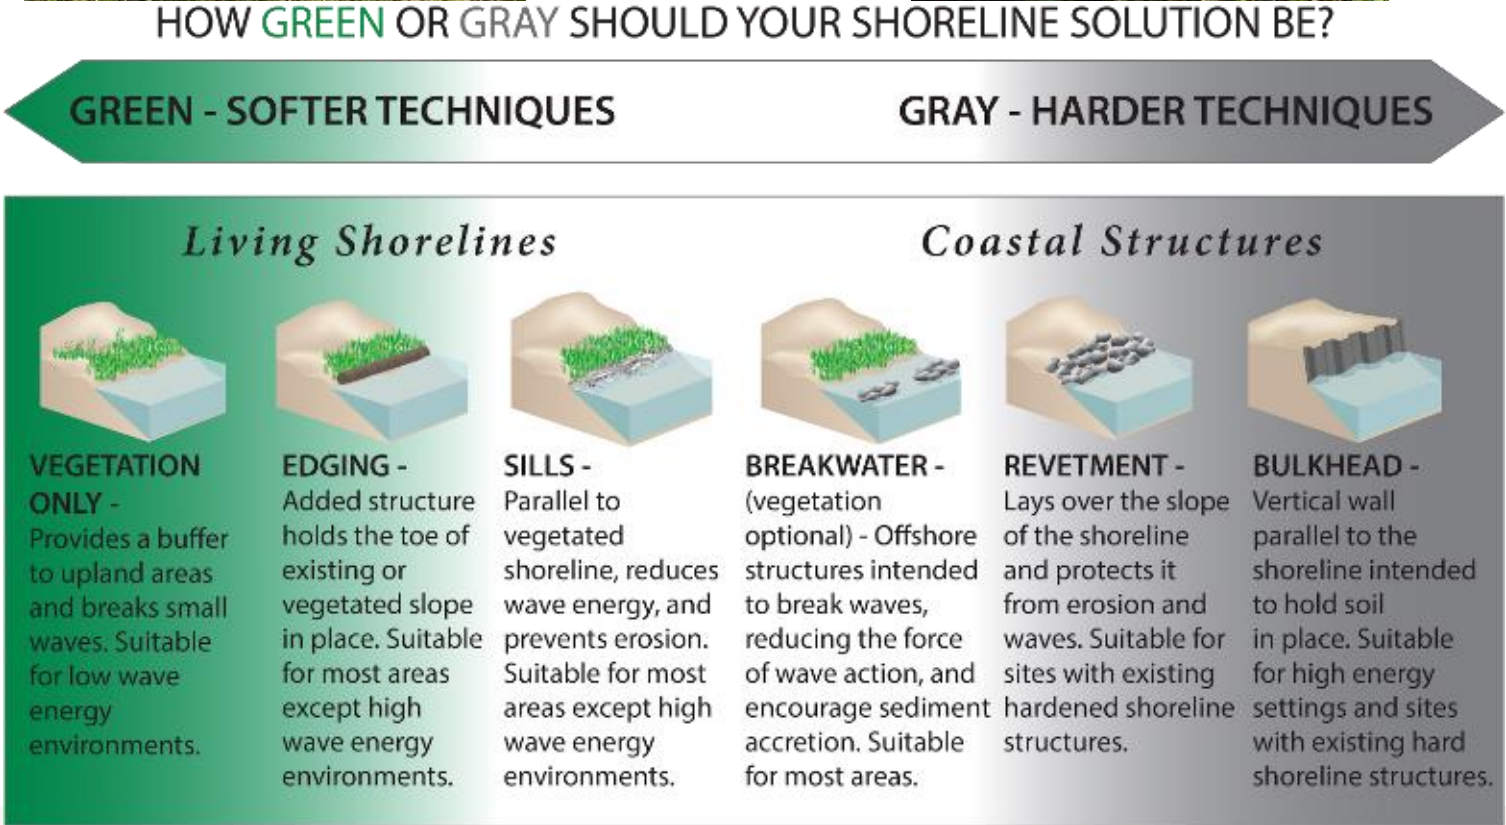 HOW GREEN OR GRAY SHOULD YOUR SHORELINE SOLUTION BE?
GREEN - SOFTER TECHNIQUES
GRAY - HARDER TECHNIQUES
Living Shorelines
Coastal Structures
VEGETATION
ONLY -
Provides a buffer
to upland areas
and breaks small
waves. Suitable
for low wave
energy
environments.
EDGING -
Added structure
holds the toe of
existing or
vegetated slope
in place. Suitable
for most areas
except high
wave energy
environments.
SILLS -
Parallel to
vegetated
shoreline, reduces
wave energy, and
prevents erosion.
Suitable for most
areas except high
wave energy
environments.
BREAKWATER -
(vegetation
optional) - Offshore
structures intended
to break waves,
reducing the force
of wave action, and
encourage sediment
accretion. Suitable
for most areas.
REVETMENT -
Lays over the slope
of the shoreline
and protects it
from erosion and
waves. Suitable for
sites with existing
hardened shoreline
structures.
BULKHEAD -
Vertical wall
parallel to the
shoreline intended
to hold soil
in place. Suitable
for high energy
settings and sites
with existing hard
shoreline structures.